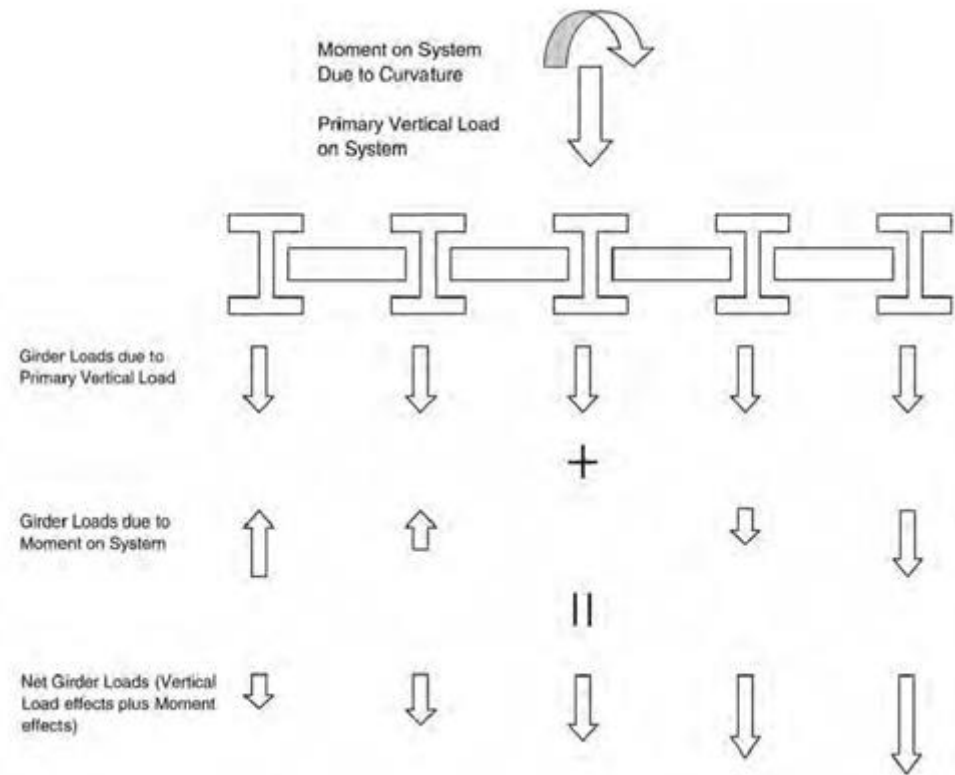 Moment on System
Due to Curvature
Primary Vertical Load
on System
Girder Loads due to
Primary Vertical Load
+
Girder Loads due to
Moment on System
=
Net Girder Loads (Vertical
Load effects plus Moment
effects)